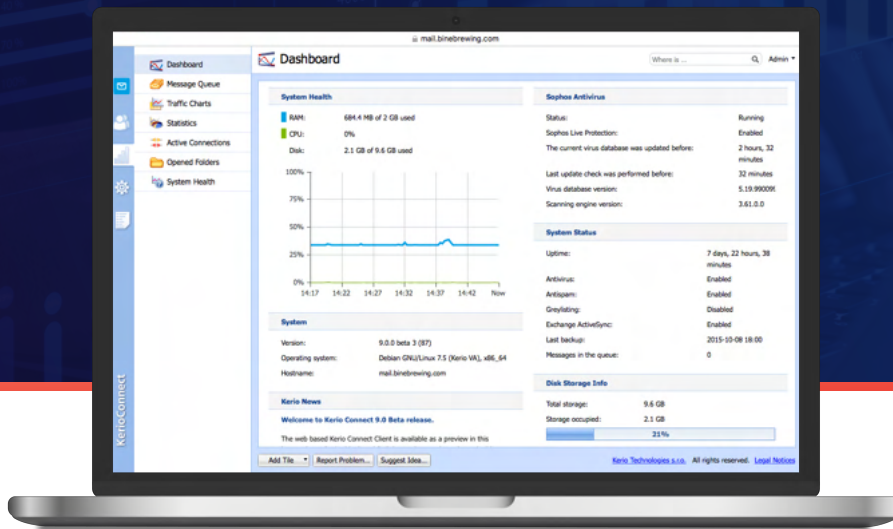 mail.binebrewing.com
Dashboard
Message Queue
Traffic Charts
Statistics
Active Connections
Opened Folders
System Health
KerioConnect
Dashboard
Where is ...
Admin
System Health
RAM: 684.4 MB of 2 GB used
CPU: 0%
Disk: 2.1 GB of 9.6 GB used
100%
75%
50%
25%
0%
14:17 14:22 14:27 14:32 14:37 14:42 Now
System
Version: 9.0.0 beta 3 (87)
Operating system: Debian GNU/Linux 7.5 (Kerio VA), x86_64
Hostname: mail.binebrewing.com
Kerio News
Welcome to Kerio Connect 9.0 Beta release.
The web based Kerio Connect Client is available as a preview in this
Sophos Antivirus
Status: Running
Sophos Live Protection: Enabled
The current virus database was updated before: 2 hours, 32
minutes
Last update check was performed before: 32 minutes
Virus database version: 5.19.99009
Scanning engine version: 3.61.0.0
System Status
Uptime: 7 days, 22 hours, 38
minutes
Antivirus: Enabled
Antispam: Enabled
Greylisting: Disabled
Exchange ActiveSync: Enabled
Last backup: 2015-10-08 18:00
Messages in the queue: 0
Disk Storage Info
Total storage: 9.6 GB
Storage occupied: 2.1 GB
21%
Add Tile
Report Problem...
Suggest Idea...
Kerio Technologies s.r.o. All rights reserved. Legal Notices